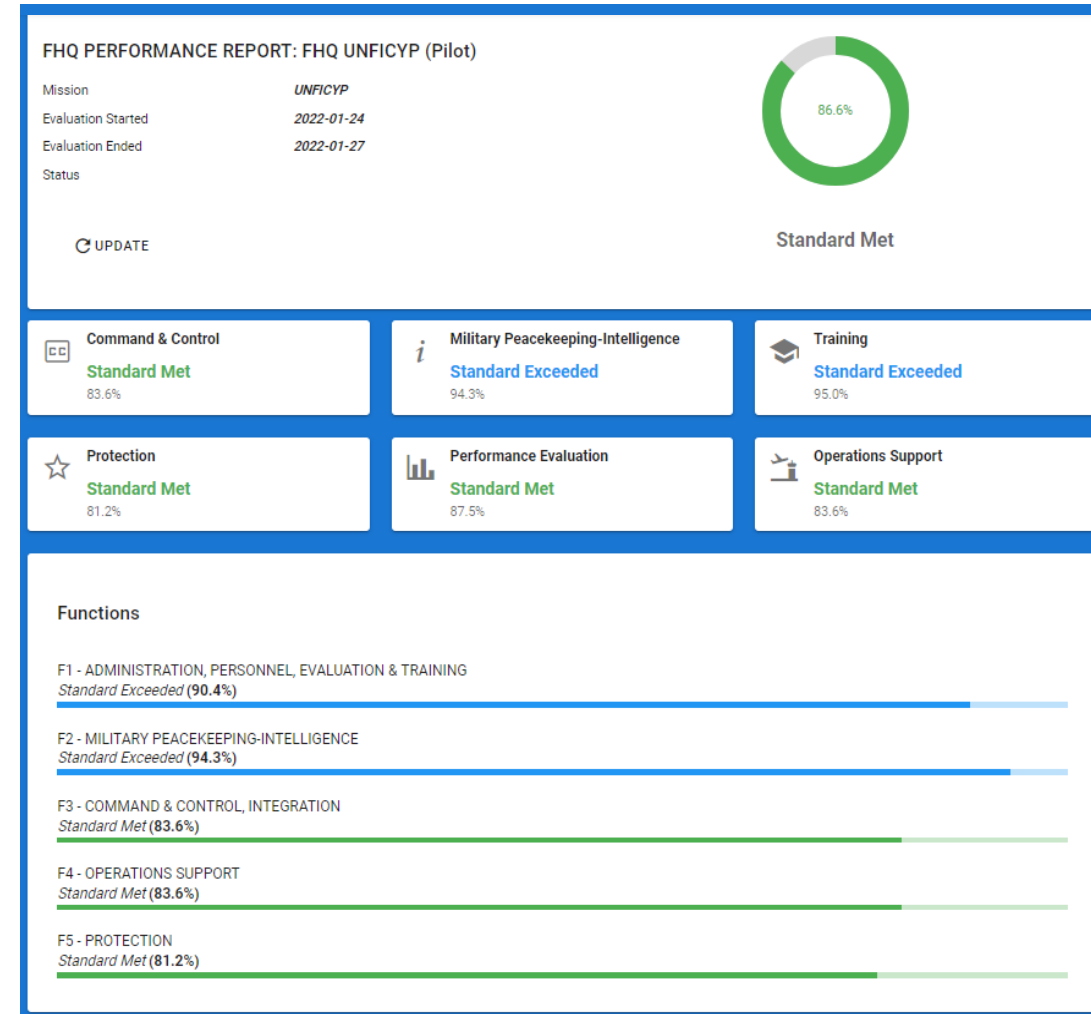 FHQ PERFORMANCE REPORT: FHQ UNFICYP (Pilot)
Mission UNFICYP
Evaluation Started 2022-01-24
Evaluation Ended 2022-01-27
Status
UPDATE
86.6%
Standard Met
CC
Command & Control
Standard Met
83.6%
i
Military Peacekeeping-Intelligence
Standard Exceeded
94.3%
Training
Standard Exceeded
95.0%
Protection
Standard Met
81.2%
Performance Evaluation
Standard Met
87.5%
Operations Support
Standard Met
83.6%
Functions
F1 - ADMINISTRATION, PERSONNEL, EVALUATION & TRAINING
Standard Exceeded (90.4%)
F2 - MILITARY PEACEKEEPING-INTELLIGENCE
Standard Exceeded (94.3%)
F3 - COMMAND & CONTROL, INTEGRATION
Standard Met (83.6%)
F4 - OPERATIONS SUPPORT
Standard Met (83.6%)
F5 - PROTECTION
Standard Met (81.2%)